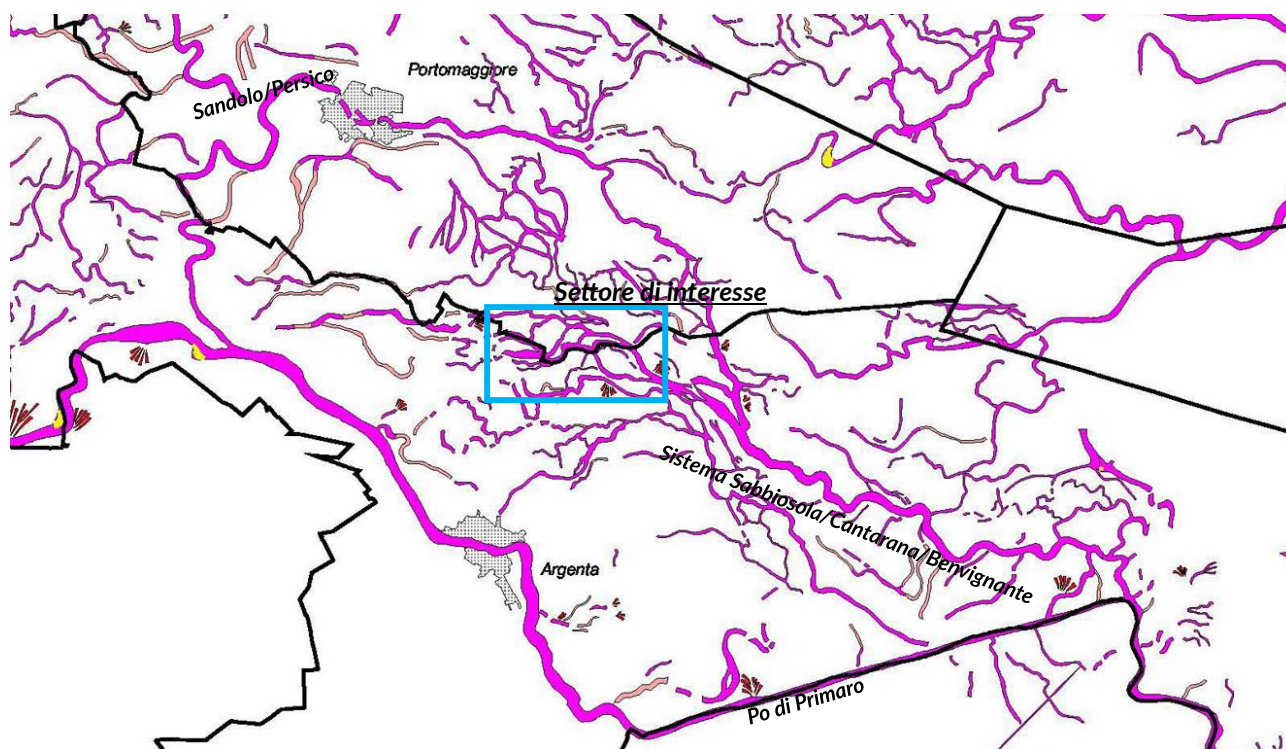 Portomaggiore
Sandolo/Persico
Settore di interesse
Sistema Sabbiosola/Cantarana/Benvignante
Argenta
Po di Primaro